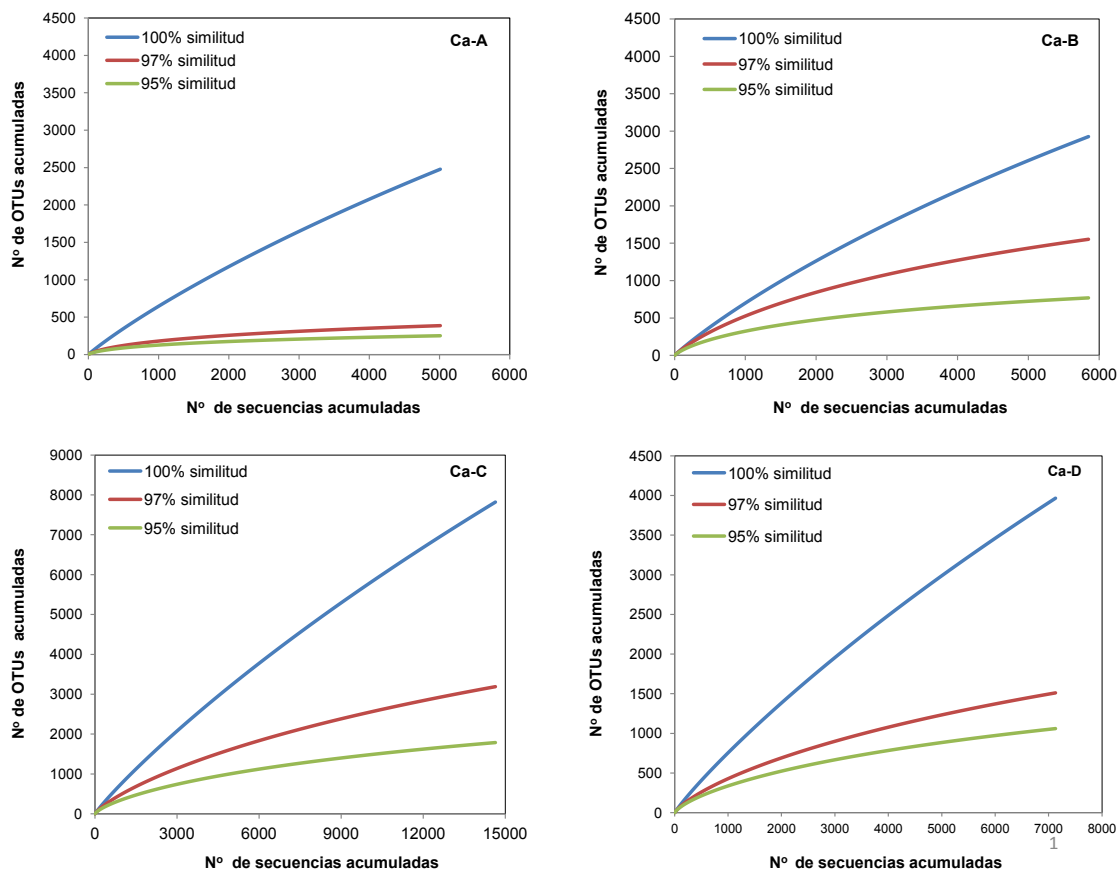 Ca-A
100% similitud
97% similitud
95% similitud
4500
4000
3500
3000
2500
2000
1500
1000
500
0
Nº de OTUs acumuladas
0 1000 2000 3000 4000 5000 6000
Nº de secuencias acumuladas
Ca-B
100% similitud
97% similitud
95% similitud
4500
4000
3500
3000
2500
2000
1500
1000
500
0
Nº de OTUs acumuladas
0 1000 2000 3000 4000 5000 6000
Nº de secuencias acumuladas
Ca-C
100% similitud
97% similitud
95% similitud
9000
8000
7000
6000
5000
4000
3000
2000
1000
0
Nº de OTUs acumuladas
0 3000 6000 9000 12000 15000
Nº de secuencias acumuladas
Ca-D
100% similitud
97% similitud
95% similitud
4500
4000
3500
3000
2500
2000
1500
1000
500
0
Nº de OTUs acumuladas
0 1000 2000 3000 4000 5000 6000 7000 8000
Nº de secuencias acumuladas
1